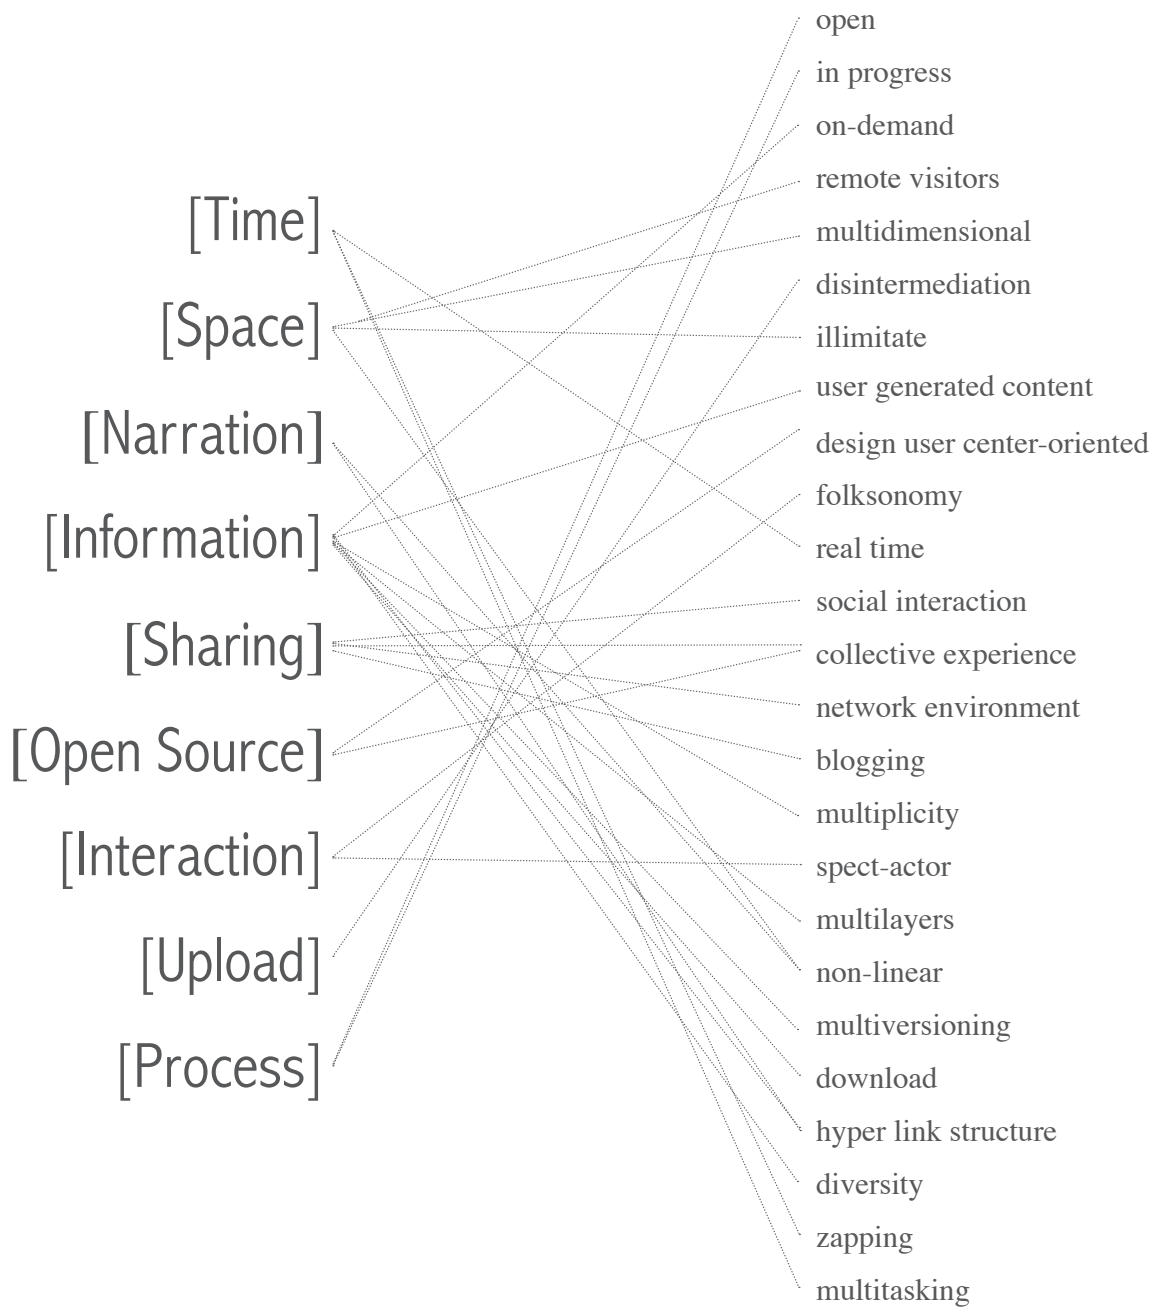 [Time]
[Space]
[Narration]
[Information]
[Sharing]
[Open Source]
[Interaction]
[Upload]
[Process]
open
in progress
on-demand
remote visitors
multidimensional
disintermediation
illimitate
user generated content
design user center-oriented
folksonomy
real time
social interaction
collective experience
network environment
blogging
multiplicity
spect-actor
multilayers
non-linear
multiversioning
download
hyper link structure
diversity
zapping
multitasking